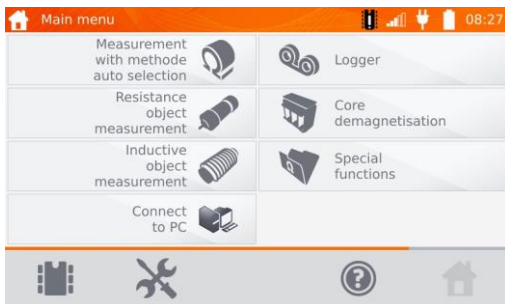 Main menu
08:27
Measurement
with methode
auto selection
Logger
Resistance
object
measurement
Core
demagnetisation
Inductive
object
measurement
Special
functions
Connect
to PC